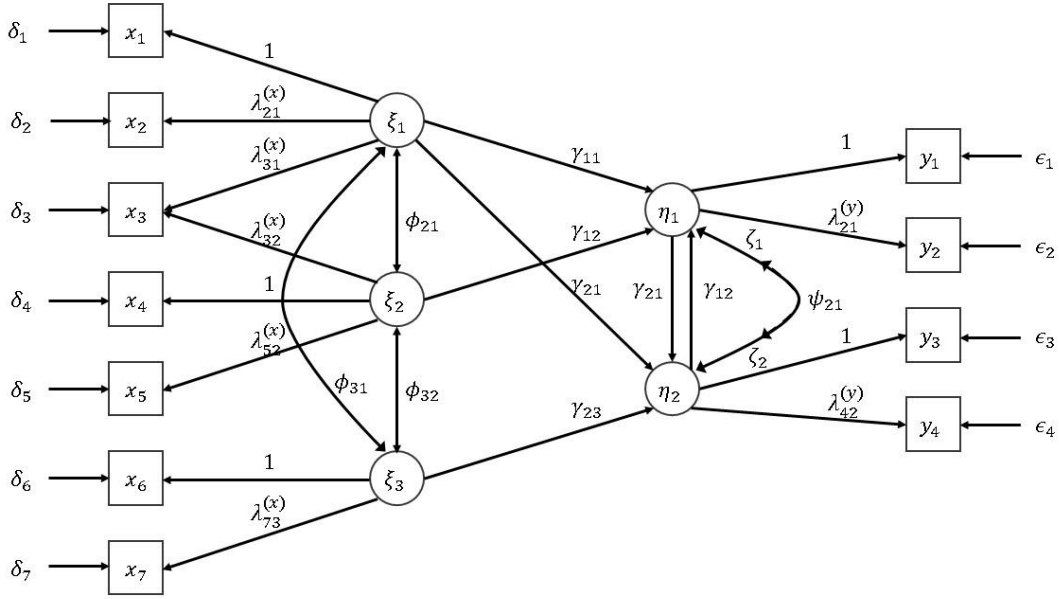 δ₁ x₁ 1
δ₂ x₂ λ₂₁⁽ˣ⁾ ξ₁
λ₃₁⁽ˣ⁾ γ₁₁ 1 y₁ ϵ₁
δ₃ x₃ η₁
λ₃₂⁽ˣ⁾ ϕ₂₁ γ₁₂ ζ₁ λ₂₁⁽ʸ⁾ y₂ ϵ₂
δ₄ x₄ 1 ξ₂ γ₂₁ γ₂₁ γ₁₂ ψ₂₁
λ₅₂⁽ˣ⁾ ζ₂ 1 y₃ ϵ₃
δ₅ x₅ ϕ₃₁ ϕ₃₂ η₂
γ₂₃ λ₄₂⁽ʸ⁾ y₄ ϵ₄
δ₆ x₆ 1 ξ₃
λ₇₃⁽ˣ⁾
δ₇ x₇